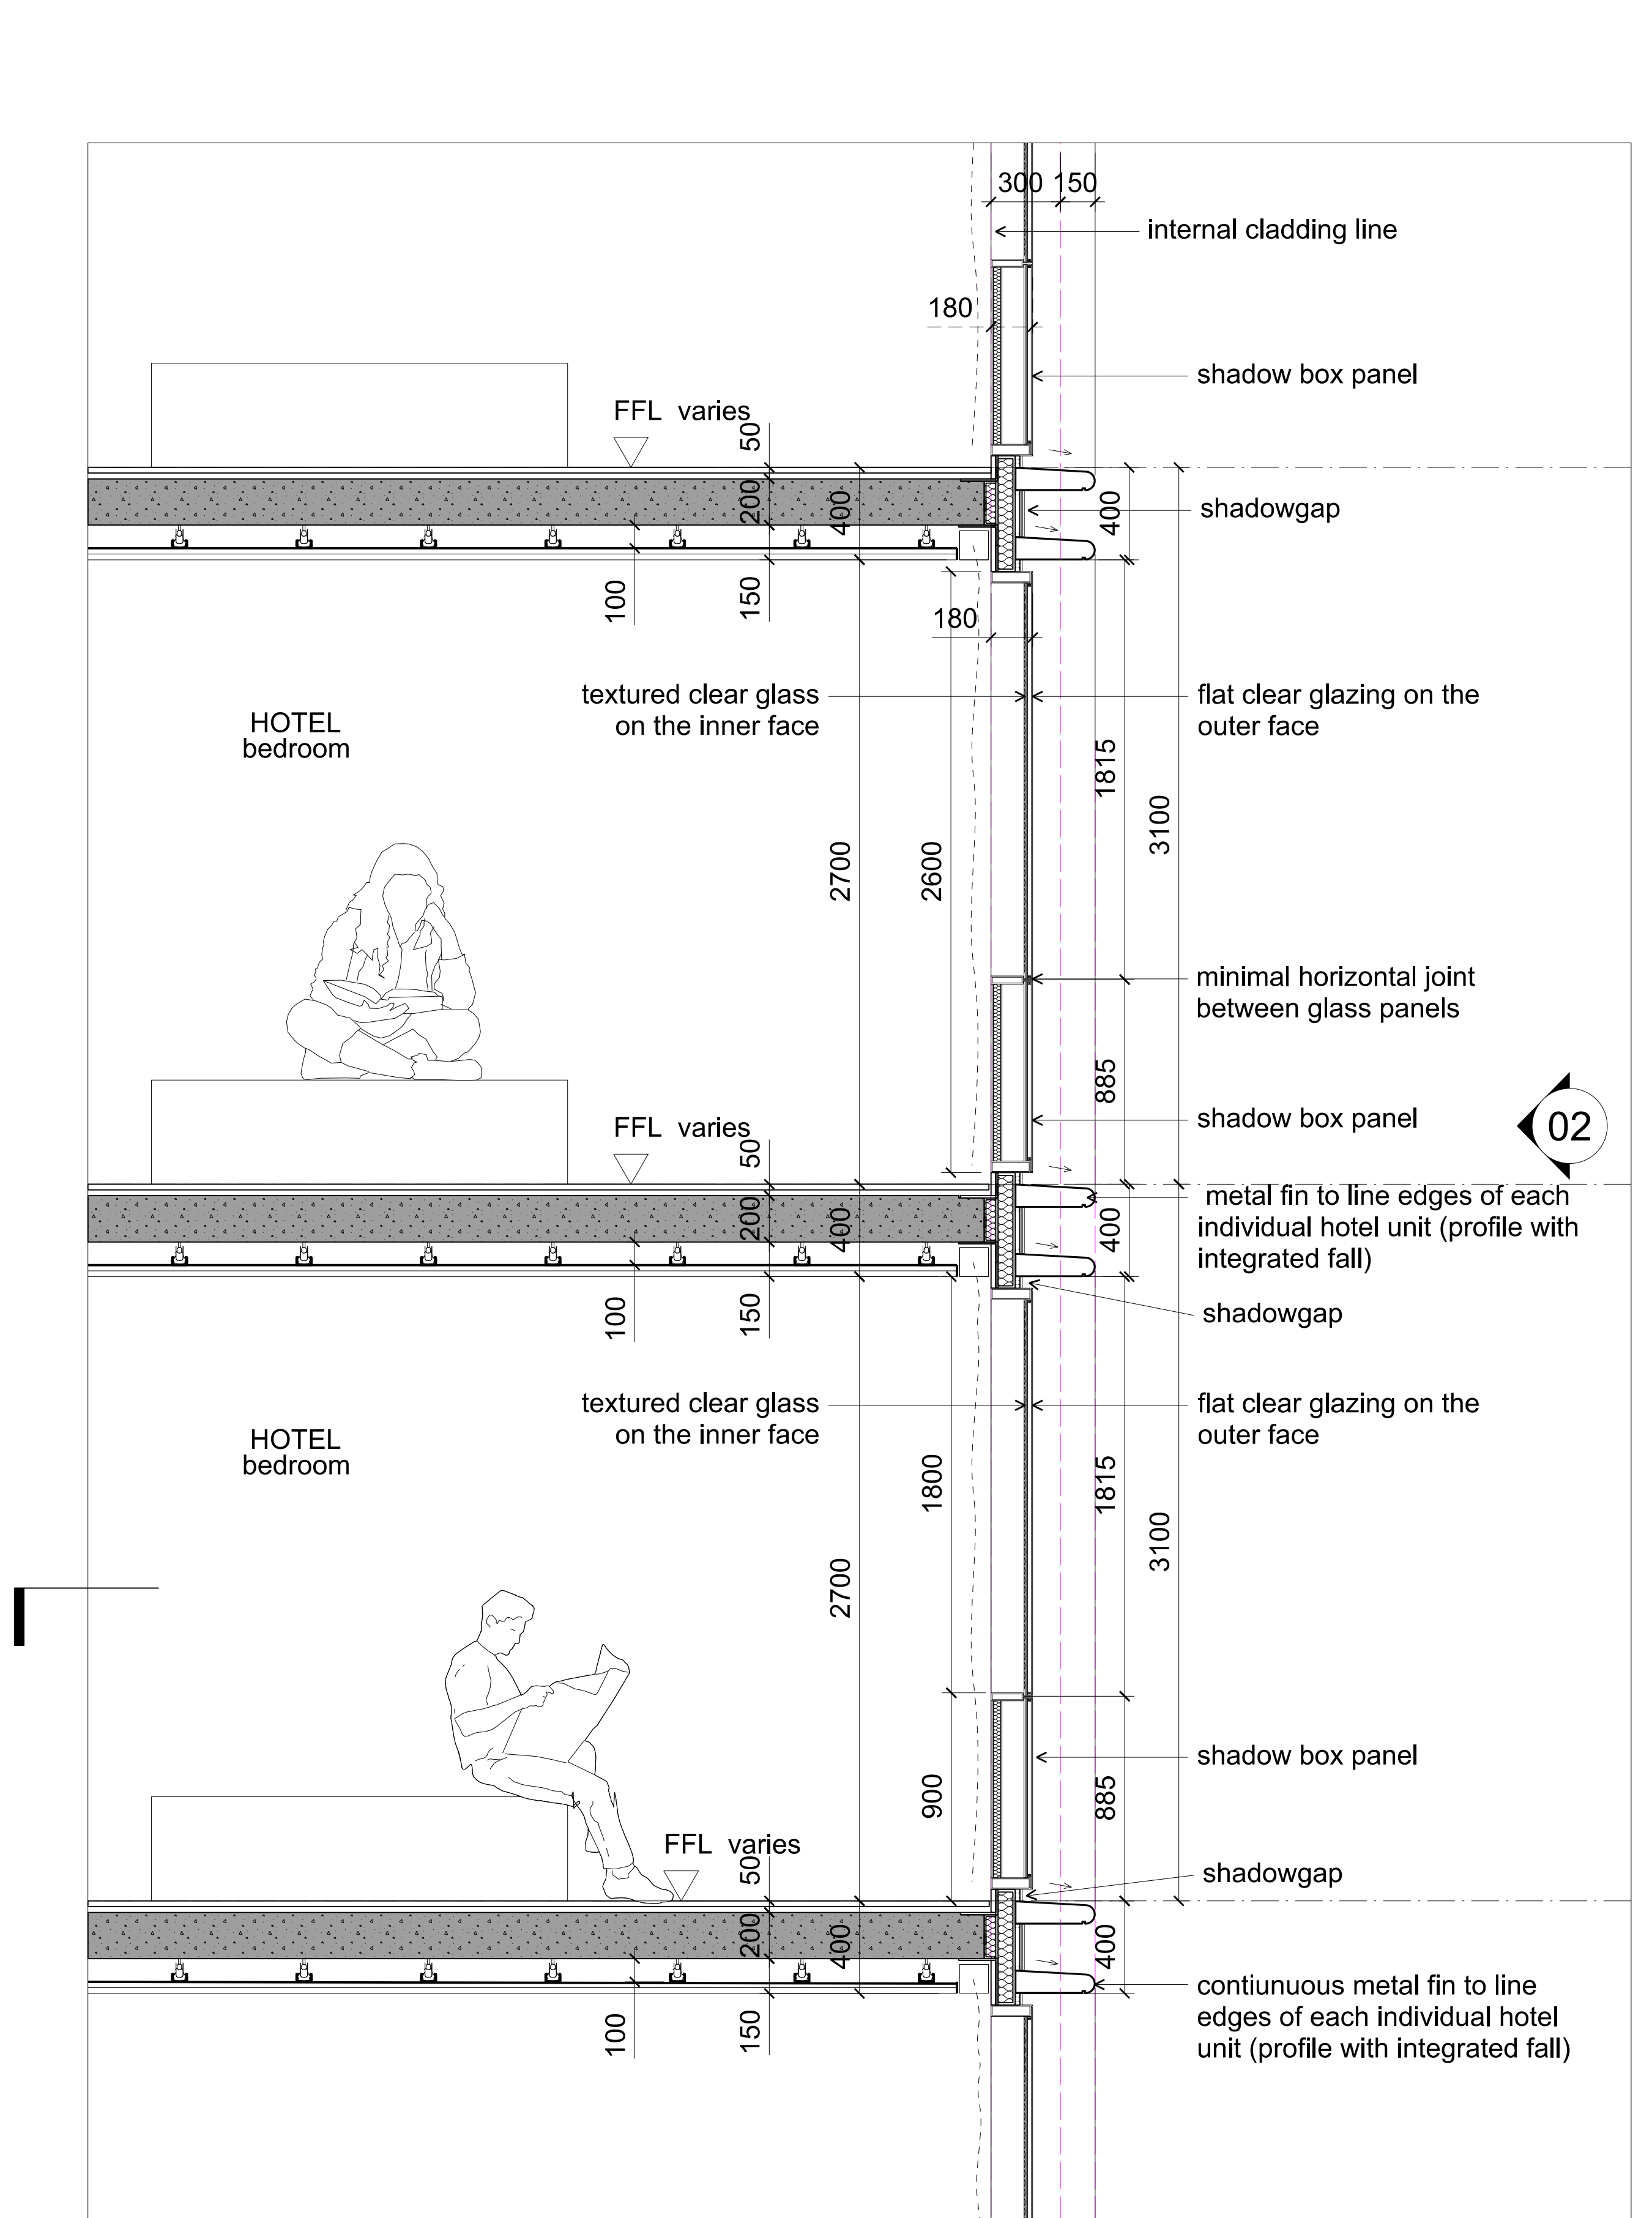 300 150
internal cladding line
180
shadow box panel
FFL varies
50
200
400
400
shadowgap
100
150
180
textured clear glass
on the inner face
flat clear glazing on the
outer face
HOTEL
bedroom
1815
3100
2700
2600
minimal horizontal joint
between glass panels
885
shadow box panel
02
FFL varies
50
200
400
400
metal fin to line edges of each
individual hotel unit (profile with
integrated fall)
100
150
shadowgap
textured clear glass
on the inner face
flat clear glazing on the
outer face
HOTEL
bedroom
1800
1815
3100
2700
shadow box panel
900
885
FFL varies
50
shadowgap
200
400
400
contiunuous metal fin to line
edges of each individual hotel
unit (profile with integrated fall)
100
150